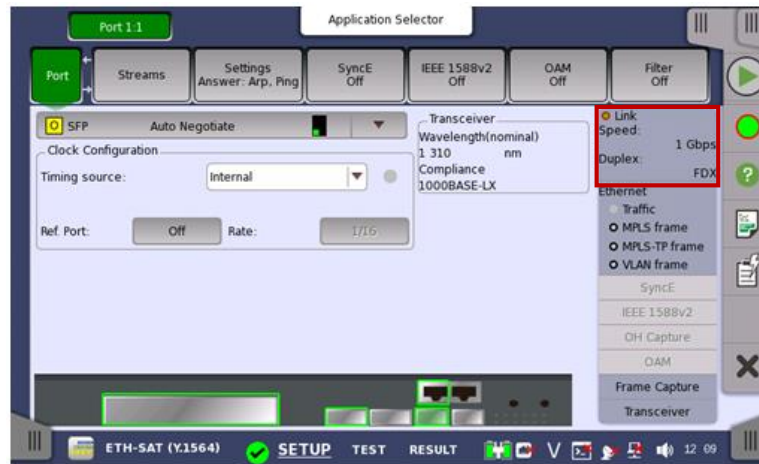 Port 1:1
Application Selector
Port
Streams
Settings
Answer: Arp, Ping
SyncE
Off
IEEE 1588v2
Off
OAM
Off
Filter
Off
O SFP Auto Negotiate
Clock Configuration
Timing source: Internal
Ref. Port: Off Rate: 1/16
Transceiver
Wavelength(nominal)
1 310 nm
Compliance
1000BASE-LX
Link
Speed:
1 Gbps
Duplex:
FDX
Ethernet
Traffic
MPLS frame
MPLS-TP frame
VLAN frame
SyncE
IEEE 1588v2
OH Capture
OAM
Frame Capture
Transceiver
ETH-SAT (Y.1564) SETUP TEST RESULT V 12 09